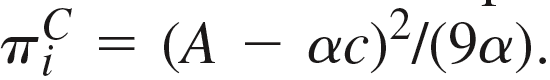 π_i^C = (A − αc)²/(9α).